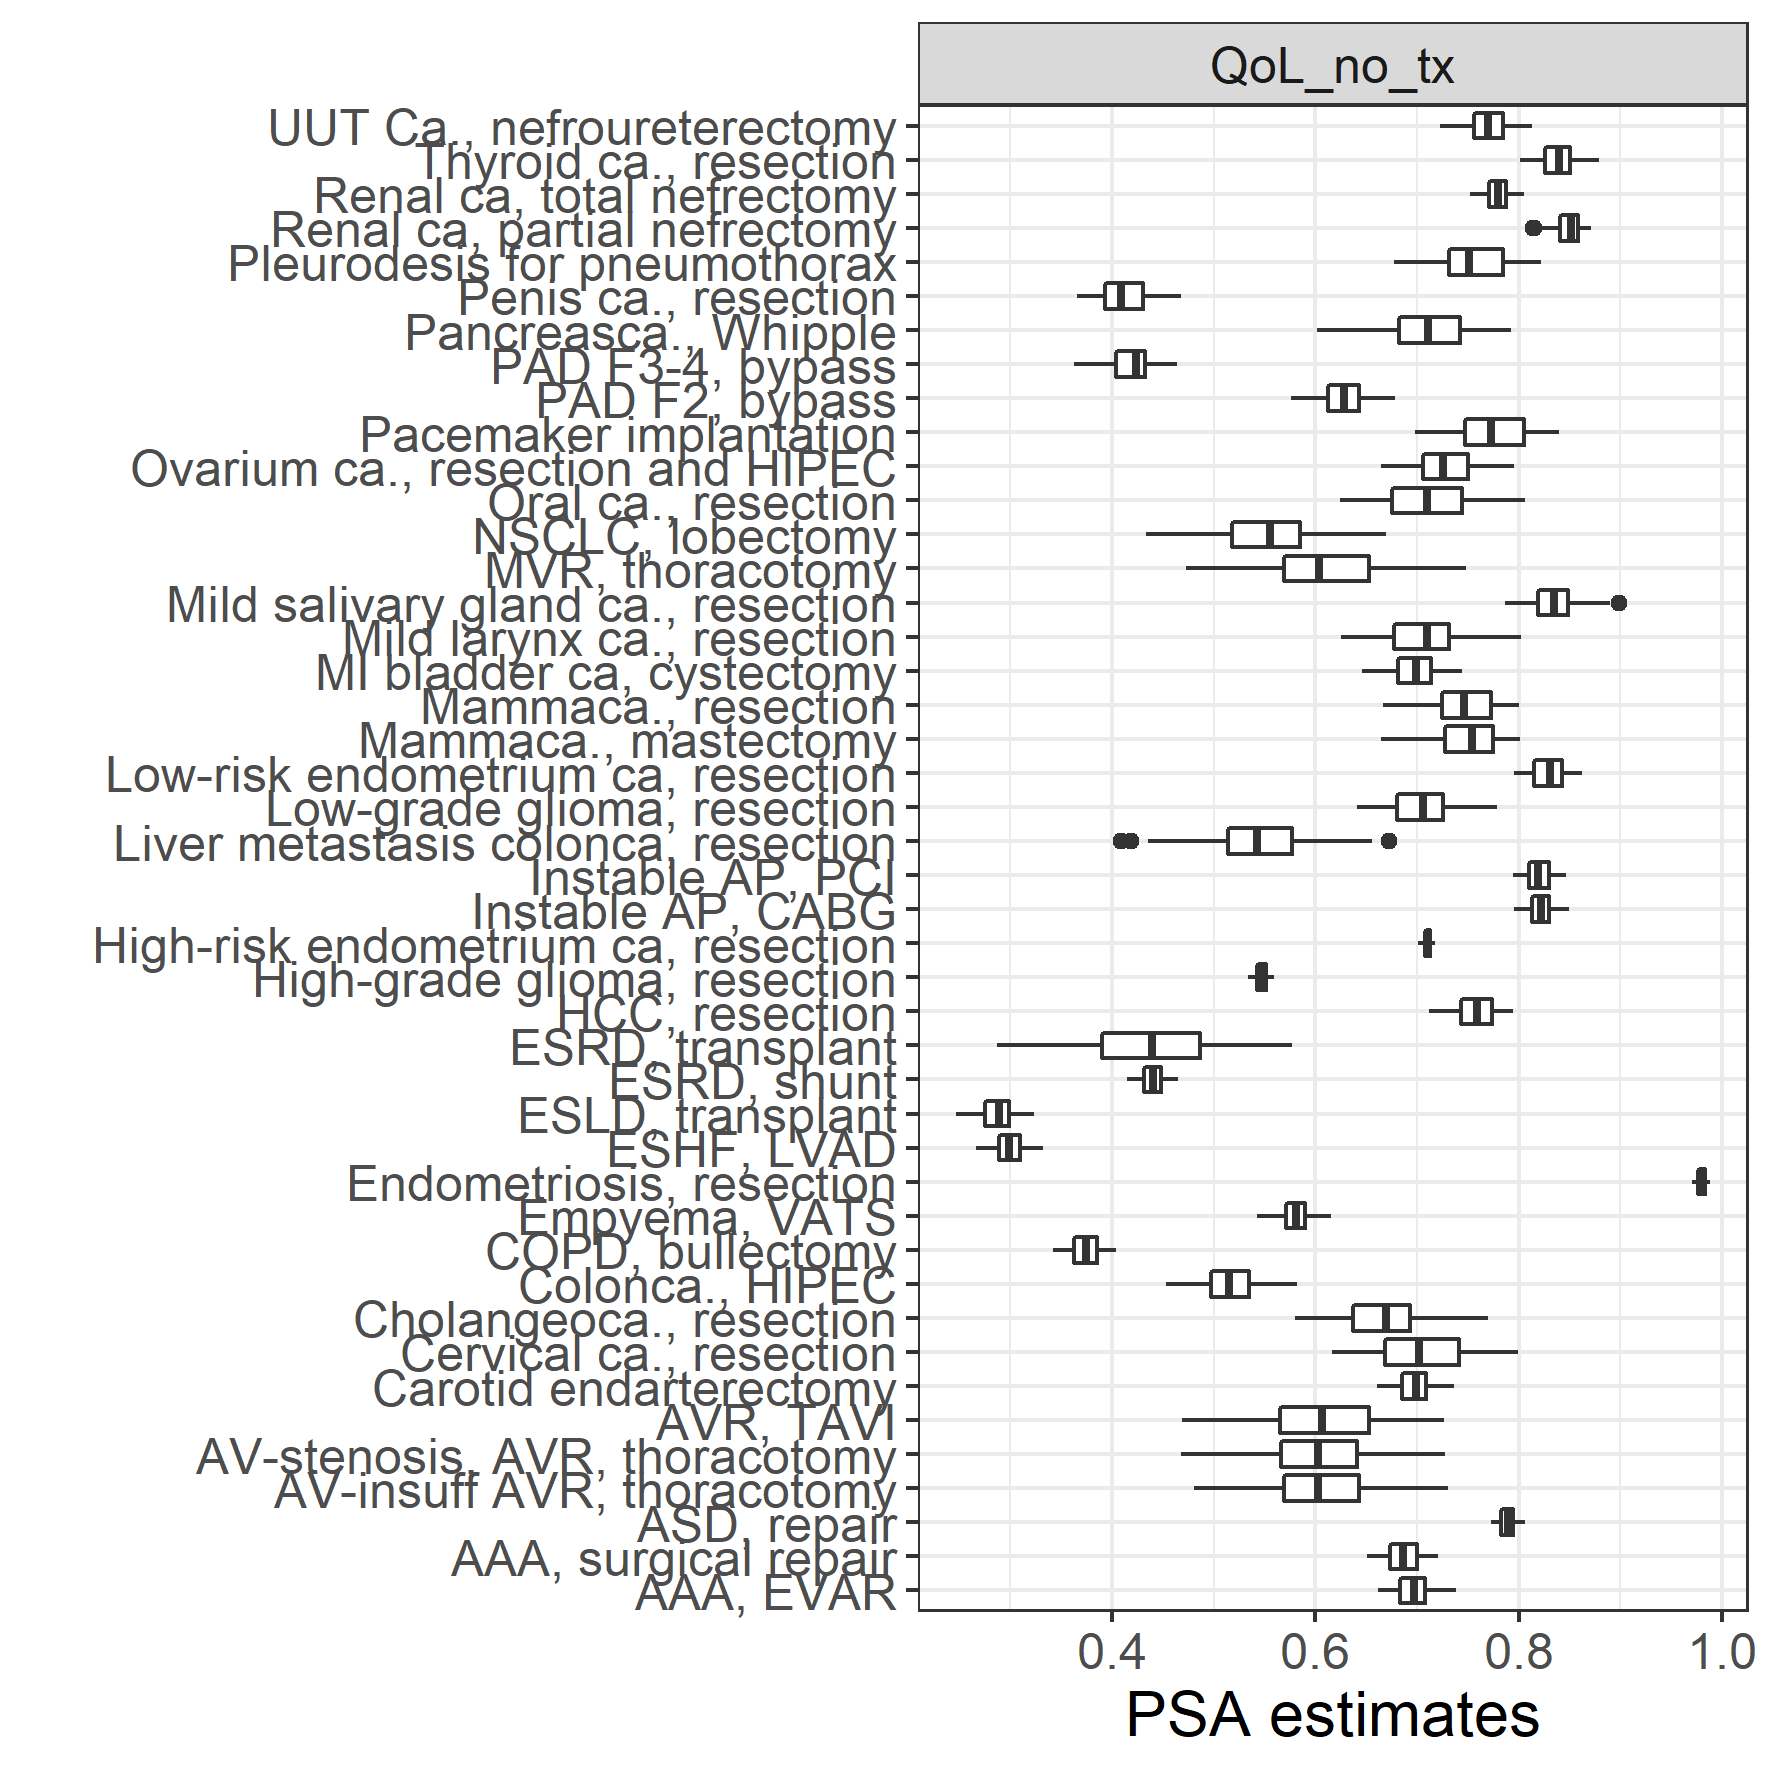 QoL_no_tx
UUT Ca., nefroureterectomy
Thyroid ca., resection
Renal ca, total nefrectomy
Renal ca, partial nefrectomy
Pleurodesis for pneumothorax
Penis ca., resection
Pancreasca., Whipple
PAD F3-4, bypass
PAD F2, bypass
Pacemaker implantation
Ovarium ca., resection and HIPEC
Oral ca., resection
NSCLC, lobectomy
MVR, thoracotomy
Mild salivary gland ca., resection
Mild larynx ca., resection
MI bladder ca, cystectomy
Mammaca., resection
Mammaca., mastectomy
Low-risk endometrium ca, resection
Low-grade glioma, resection
Liver metastasis colonca, resection
Instable AP, PCI
Instable AP, CABG
High-risk endometrium ca, resection
High-grade glioma, resection
HCC, resection
ESRD, transplant
ESRD, shunt
ESLD, transplant
ESHF, LVAD
Endometriosis, resection
Empyema, VATS
COPD, bullectomy
Colonca., HIPEC
Cholangeoca., resection
Cervical ca., resection
Carotid endarterectomy
AVR, TAVI
AV-stenosis, AVR, thoracotomy
AV-insuff AVR, thoracotomy
ASD, repair
AAA, surgical repair
AAA, EVAR
0.4 0.6 0.8 1.0
PSA estimates